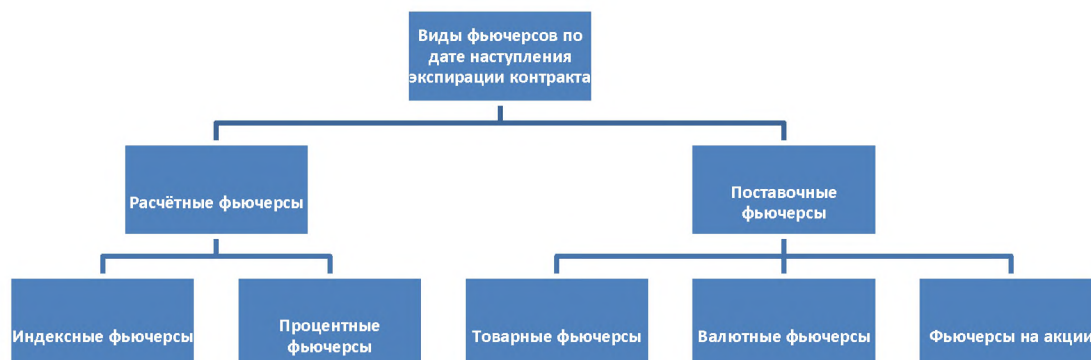 Виды фьючерсов по
дате наступления
экспирации контракта
Расчётные фьючерсы
Поставочные
фьючерсы
Индексные фьючерсы
Процентные
фьючерсы
Товарные фьючерсы
Валютные фьючерсы
Фьючерсы на акции